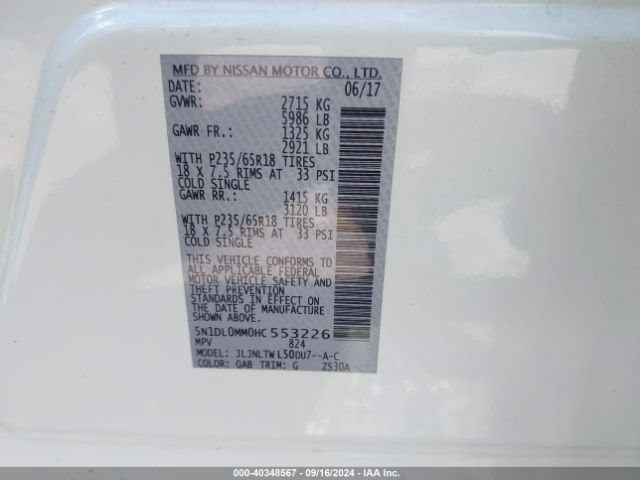 MFD BY NISSAN MOTOR CO., LTD.
DATE: 06/17
GVWR: 2715 KG
5986 LB
GAWR FR.: 1325 KG
2921 LB
WITH P235/65R18 TIRES
18 X 7.5 RIMS AT 33 PSI
COLD SINGLE
GAWR RR.: 1415 KG
3120 LB
WITH P235/65R18 TIRES
18 X 7.5 RIMS AT 33 PSI
COLD SINGLE
THIS VEHICLE CONFORMS TO
ALL APPLICABLE FEDERAL
MOTOR VEHICLE SAFETY AND
THEFT PREVENTION
STANDARDS IN EFFECT ON
THE DATE OF MANUFACTURE
SHOWN ABOVE.
5N1DL0MM0HC553226
MPV 824
MODEL: JLJNLTWL50DU7--A-C
COLOR: QAB TRIM: G ZS30A
000-40348567 - 09/16/2024 - IAA Inc.